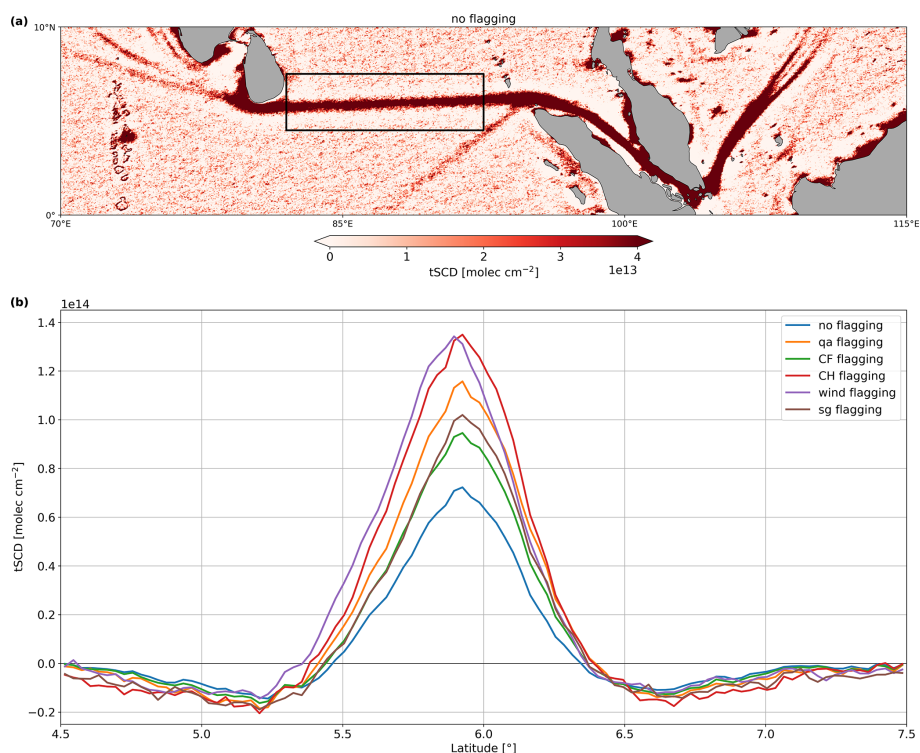 (a)
no flagging
10°N
0°
70°E 85°E 100°E 115°E
0 1 2 3 4
tSCD [molec cm⁻²] 1e13
(b)
1e14
1.4
1.2
1.0
0.8
0.6
0.4
0.2
0.0
−0.2
tSCD [molec cm⁻²]
no flagging
qa flagging
CF flagging
CH flagging
wind flagging
sg flagging
4.5 5.0 5.5 6.0 6.5 7.0 7.5
Latitude [°]